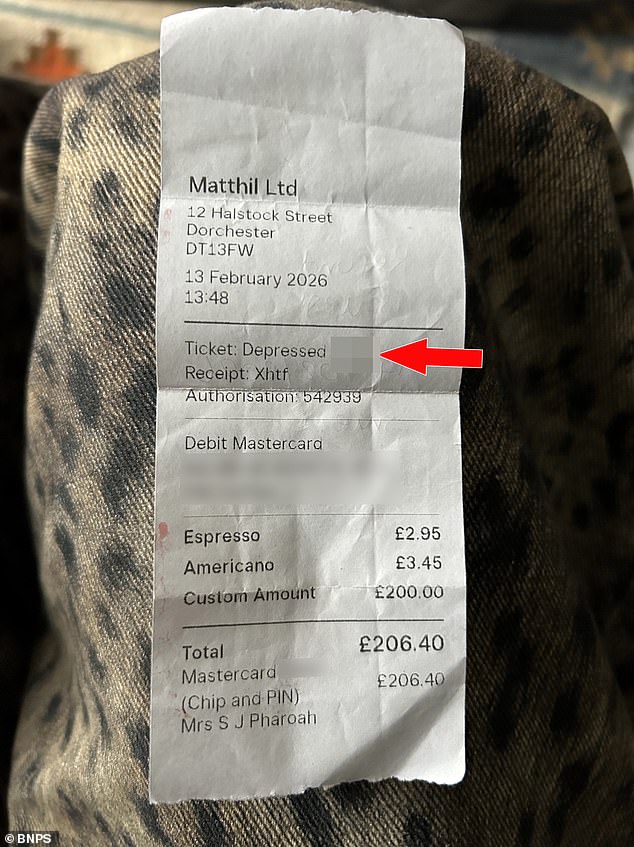 Matthil Ltd
12 Halstock Street
Dorchester
DT13FW
13 February 2026
13:48
Ticket: Depressed
Receipt: Xhtf
Authorisation: 542939
Debit Mastercard
Espresso £2.95
Americano £3.45
Custom Amount £200.00
Total £206.40
Mastercard £206.40
(Chip and PIN)
Mrs S J Pharoah
© BNPS